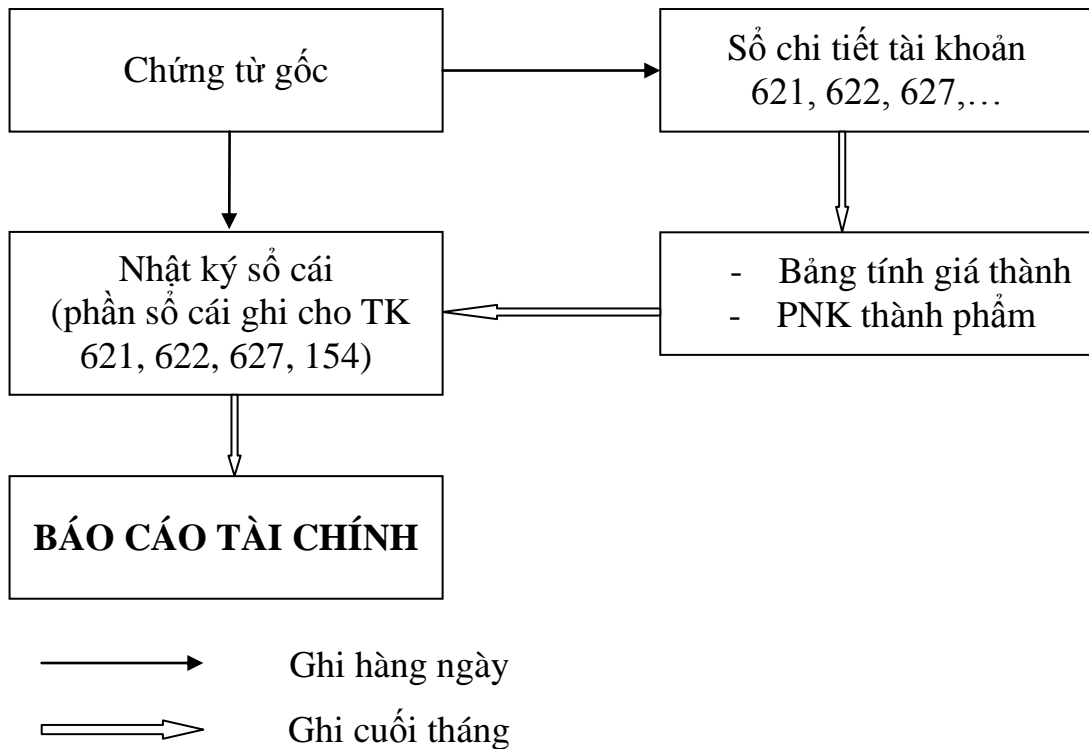 Chứng từ gốc
Sổ chi tiết tài khoản
621, 622, 627,…
Nhật ký sổ cái
(phần sổ cái ghi cho TK
621, 622, 627, 154)
- Bảng tính giá thành
- PNK thành phẩm
BÁO CÁO TÀI CHÍNH
Ghi hàng ngày
Ghi cuối tháng